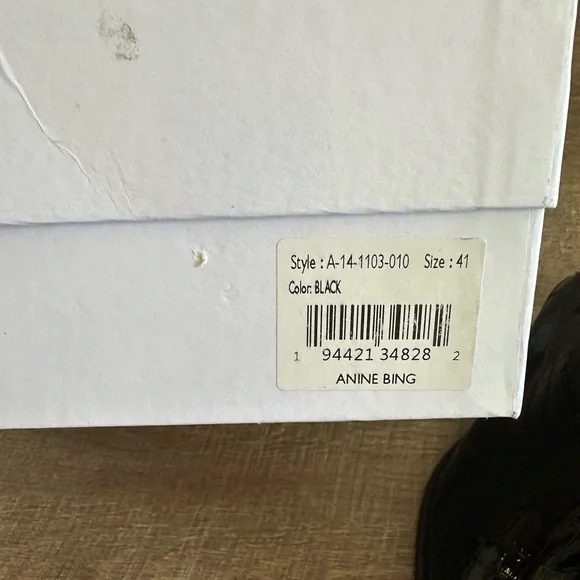 Style : A-14-1103-010 Size : 41
Color: BLACK
1 94421 34828 2
ANINE BING